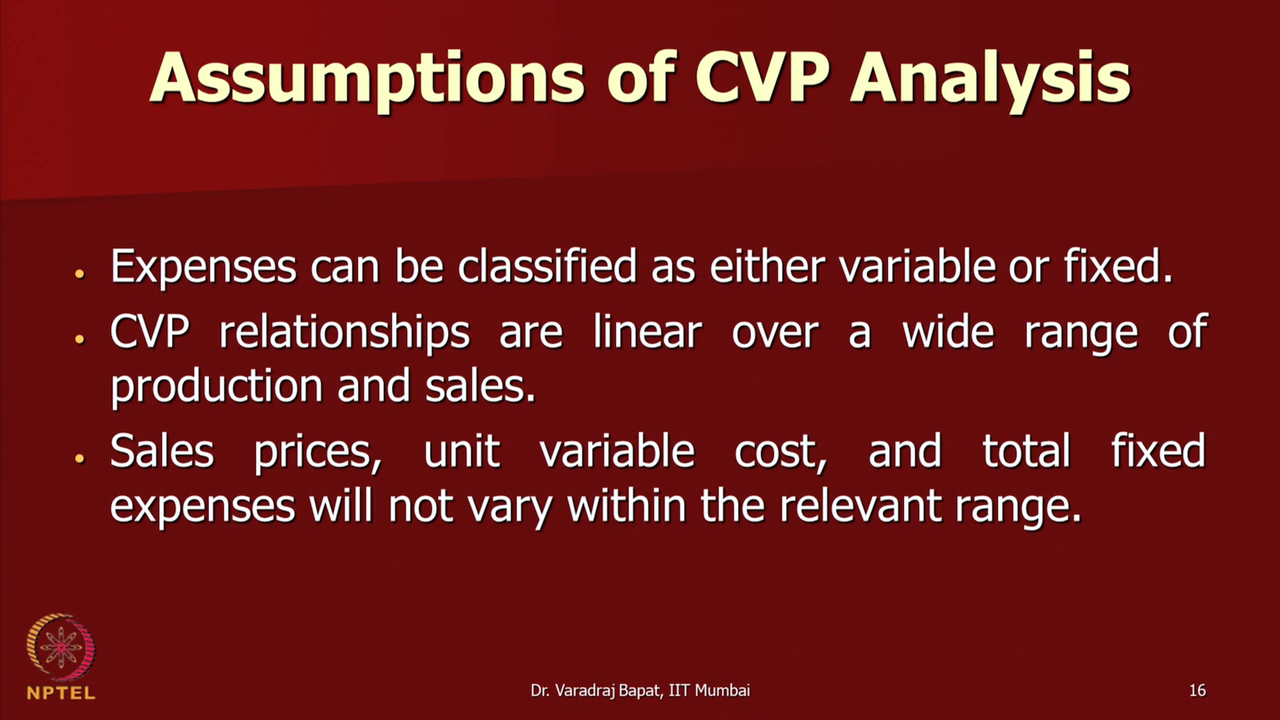 Assumptions of CVP Analysis
• Expenses can be classified as either variable or fixed.
• CVP relationships are linear over a wide range of
production and sales.
• Sales prices, unit variable cost, and total fixed
expenses will not vary within the relevant range.
NPTEL
Dr. Varadraj Bapat, IIT Mumbai
16